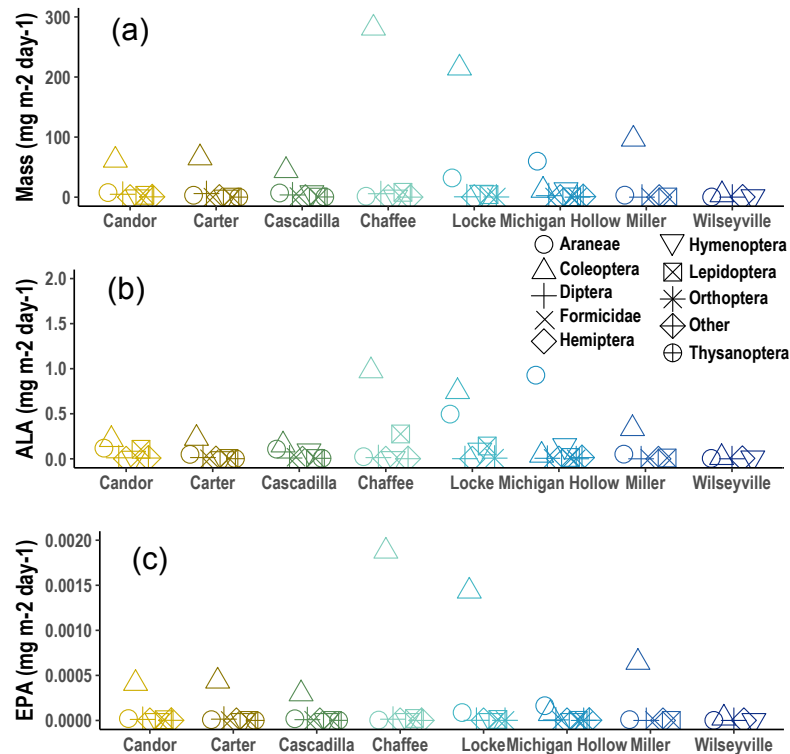 (a)
Mass (mg m-2 day-1)
300
200
100
0
Candor Carter Cascadilla Chaffee Locke Michigan Hollow Miller Wilseyville
Araneae
Coleoptera
Diptera
Formicidae
Hemiptera
Hymenoptera
Lepidoptera
Orthoptera
Other
Thysanoptera
(b)
ALA (mg m-2 day-1)
2.0
1.5
1.0
0.5
0.0
Candor Carter Cascadilla Chaffee Locke Michigan Hollow Miller Wilseyville
(c)
EPA (mg m-2 day-1)
0.0020
0.0015
0.0010
0.0005
0.0000
Candor Carter Cascadilla Chaffee Locke Michigan Hollow Miller Wilseyville